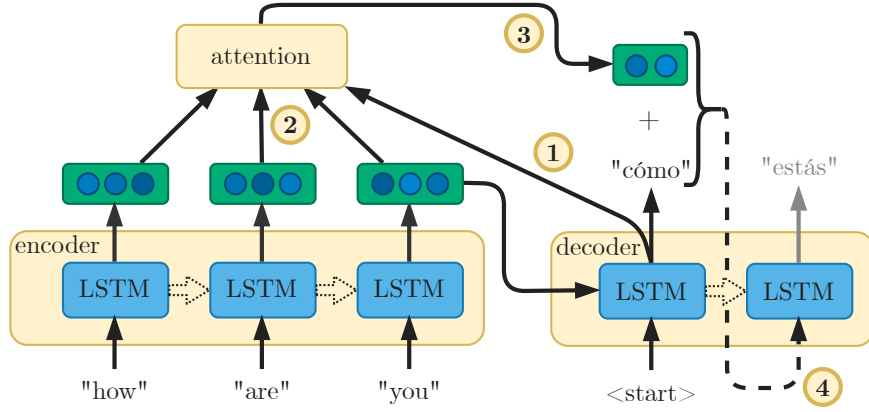 attention
3
2
1
+
"cómo"
"estás"
encoder
decoder
LSTM
LSTM
LSTM
LSTM
LSTM
"how"
"are"
"you"
<start>
4